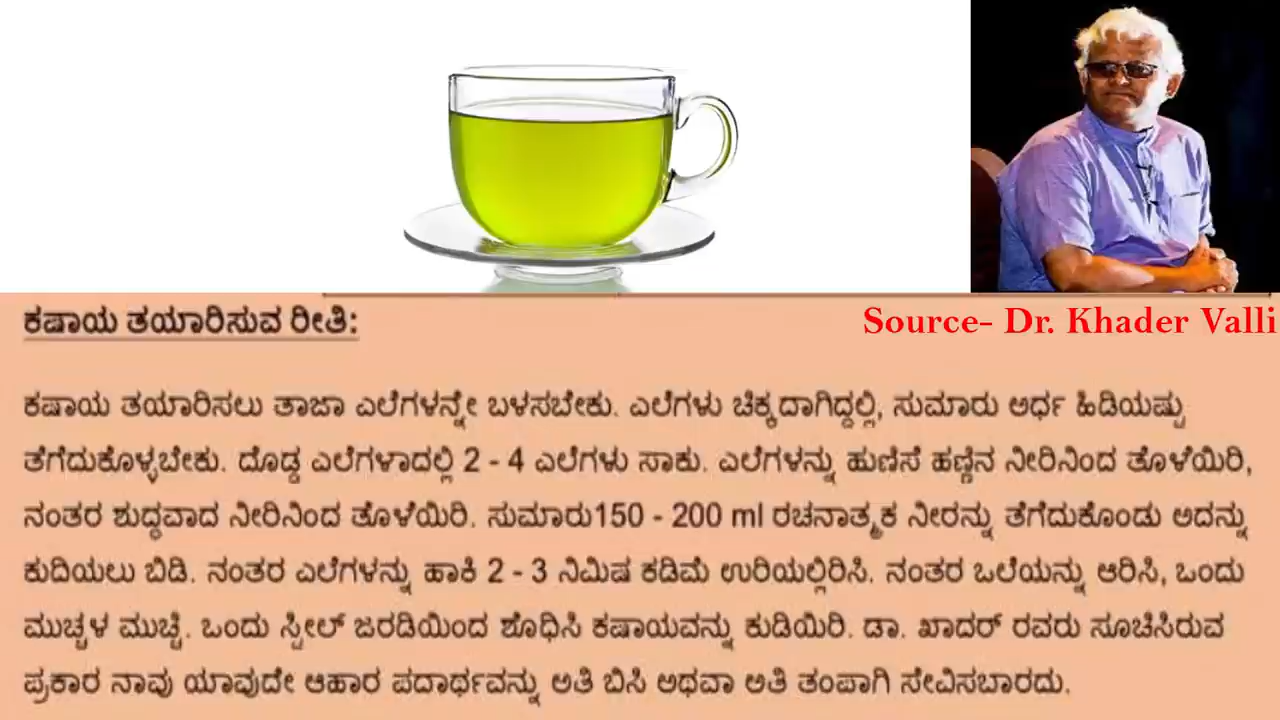 ಕಷಾಯ ತಯಾರಿಸುವ ರೀತಿ:
Source- Dr. Khader Valli
ಕಷಾಯ ತಯಾರಿಸಲು ತಾಜಾ ಎಲೆಗಳನ್ನೇ ಬಳಸಬೇಕು. ಎಲೆಗಳು ಚಿಕ್ಕದಾಗಿದ್ದಲ್ಲಿ, ಸುಮಾರು ಅರ್ಧ ಹಿಡಿಯಷ್ಟು
ತೆಗೆದುಕೊಳ್ಳಬೇಕು. ದೊಡ್ಡ ಎಲೆಗಳಾದಲ್ಲಿ 2 - 4 ಎಲೆಗಳು ಸಾಕು. ಎಲೆಗಳನ್ನು ಹುಣಿಸೆ ಹಣ್ಣಿನ ನೀರಿನಿಂದ ತೊಳೆಯಿರಿ,
ನಂತರ ಶುದ್ಧವಾದ ನೀರಿನಿಂದ ತೊಳೆಯಿರಿ. ಸುಮಾರು150 - 200 ml ರಚನಾತ್ಮಕ ನೀರನ್ನು ತೆಗೆದುಕೊಂಡು ಅದನ್ನು
ಕುದಿಯಲು ಬಿಡಿ. ನಂತರ ಎಲೆಗಳನ್ನು ಹಾಕಿ 2 - 3 ನಿಮಿಷ ಕಡಿಮೆ ಉರಿಯಲ್ಲಿರಿಸಿ. ನಂತರ ಒಲೆಯನ್ನು ಆರಿಸಿ, ಒಂದು
ಮುಚ್ಚಳ ಮುಚ್ಚಿ. ಒಂದು ಸ್ಟೀಲ್ ಜರಡಿಯಿಂದ ಶೊಧಿಸಿ ಕಷಾಯವನ್ನು ಕುಡಿಯಿರಿ. ಡಾ. ಖಾದರ್ ರವರು ಸೂಚಿಸಿರುವ
ಪ್ರಕಾರ ನಾವು ಯಾವುದೇ ಆಹಾರ ಪದಾರ್ಥವನ್ನು ಅತಿ ಬಿಸಿ ಅಥವಾ ಅತಿ ತಂಪಾಗಿ ಸೇವಿಸಬಾರದು.